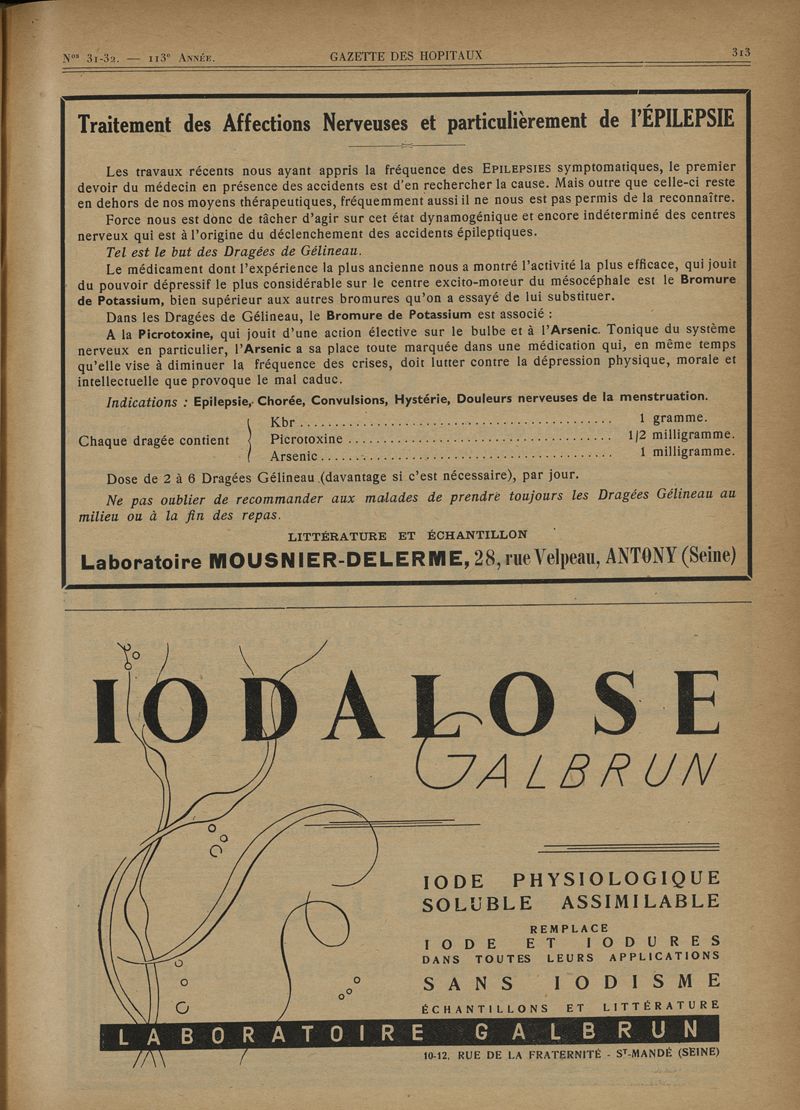 Nos 31-32. — 113e ANNÉE.
GAZETTE DES HOPITAUX
313
Traitement des Affections Nerveuses et particulièrement de l'ÉPILEPSIE
Les travaux récents nous ayant appris la fréquence des EPILEPSIES symptomatiques, le premier
devoir du médecin en présence des accidents est d'en rechercher la cause. Mais outre que celle-ci reste
en dehors de nos moyens thérapeutiques, fréquemment aussi il ne nous est pas permis de la reconnaître.
Force nous est donc de tâcher d'agir sur cet état dynamogénique et encore indéterminé des centres
nerveux qui est à l'origine du déclenchement des accidents épileptiques.
Tel est le but des Dragées de Gélineau.
Le médicament dont l'expérience la plus ancienne nous a montré l'activité la plus efficace, qui jouit
du pouvoir dépressif le plus considérable sur le centre excito-moteur du mésocéphale est le Bromure
de Potassium, bien supérieur aux autres bromures qu'on a essayé de lui substituer.
Dans les Dragées de Gélineau, le Bromure de Potassium est associé :
A la Picrotoxine, qui jouit d'une action élective sur le bulbe et à l'Arsenic. Tonique du système
nerveux en particulier, l'Arsenic a sa place toute marquée dans une médication qui, en même temps
qu'elle vise à diminuer la fréquence des crises, doit lutter contre la dépression physique, morale et
intellectuelle que provoque le mal caduc.
Indications : Epilepsie, Chorée, Convulsions, Hystérie, Douleurs nerveuses de la menstruation.
Chaque dragée contient
Kbr ............................................ 1 gramme.
Picrotoxine ...................................... 1/2 milligramme.
Arsenic .......................................... 1 milligramme.
Dose de 2 à 6 Dragées Gélineau (davantage si c'est nécessaire), par jour.
Ne pas oublier de recommander aux malades de prendre toujours les Dragées Gélineau au
milieu ou à la fin des repas.
LITTÉRATURE ET ÉCHANTILLON
Laboratoire MOUSNIER-DELERME, 28, rue Velpeau, ANTONY (Seine)
IODALOSE
GALBRUN
IODE PHYSIOLOGIQUE
SOLUBLE ASSIMILABLE
REMPLACE
IODE ET IODURES
DANS TOUTES LEURS APPLICATIONS
SANS IODISME
ÉCHANTILLONS ET LITTÉRATURE
LABORATOIRE GALBRUN
10-12, RUE DE LA FRATERNITÉ - ST-MANDÉ (SEINE)